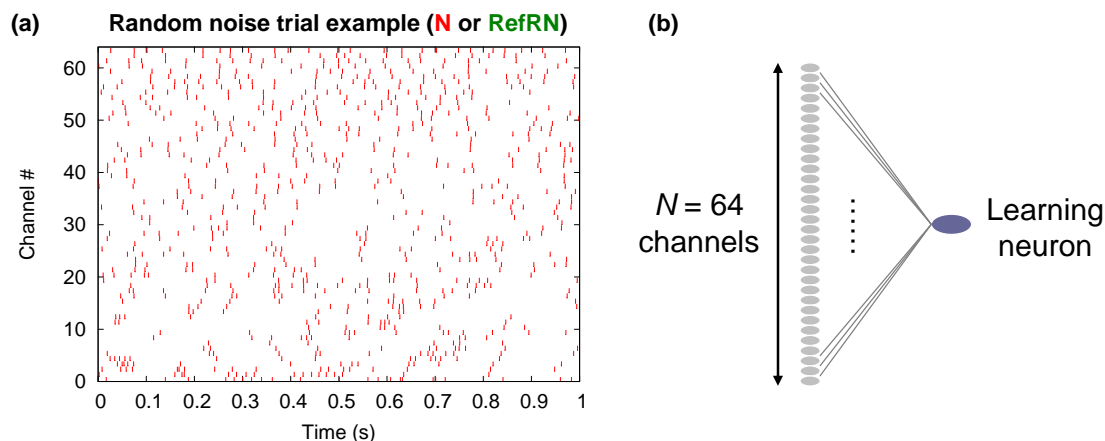 (a)
Random noise trial example (N or RefRN)
60
50
40
30
20
10
0
Channel #
0 0.1 0.2 0.3 0.4 0.5 0.6 0.7 0.8 0.9 1
Time (s)
(b)
N = 64
channels
Learning
neuron